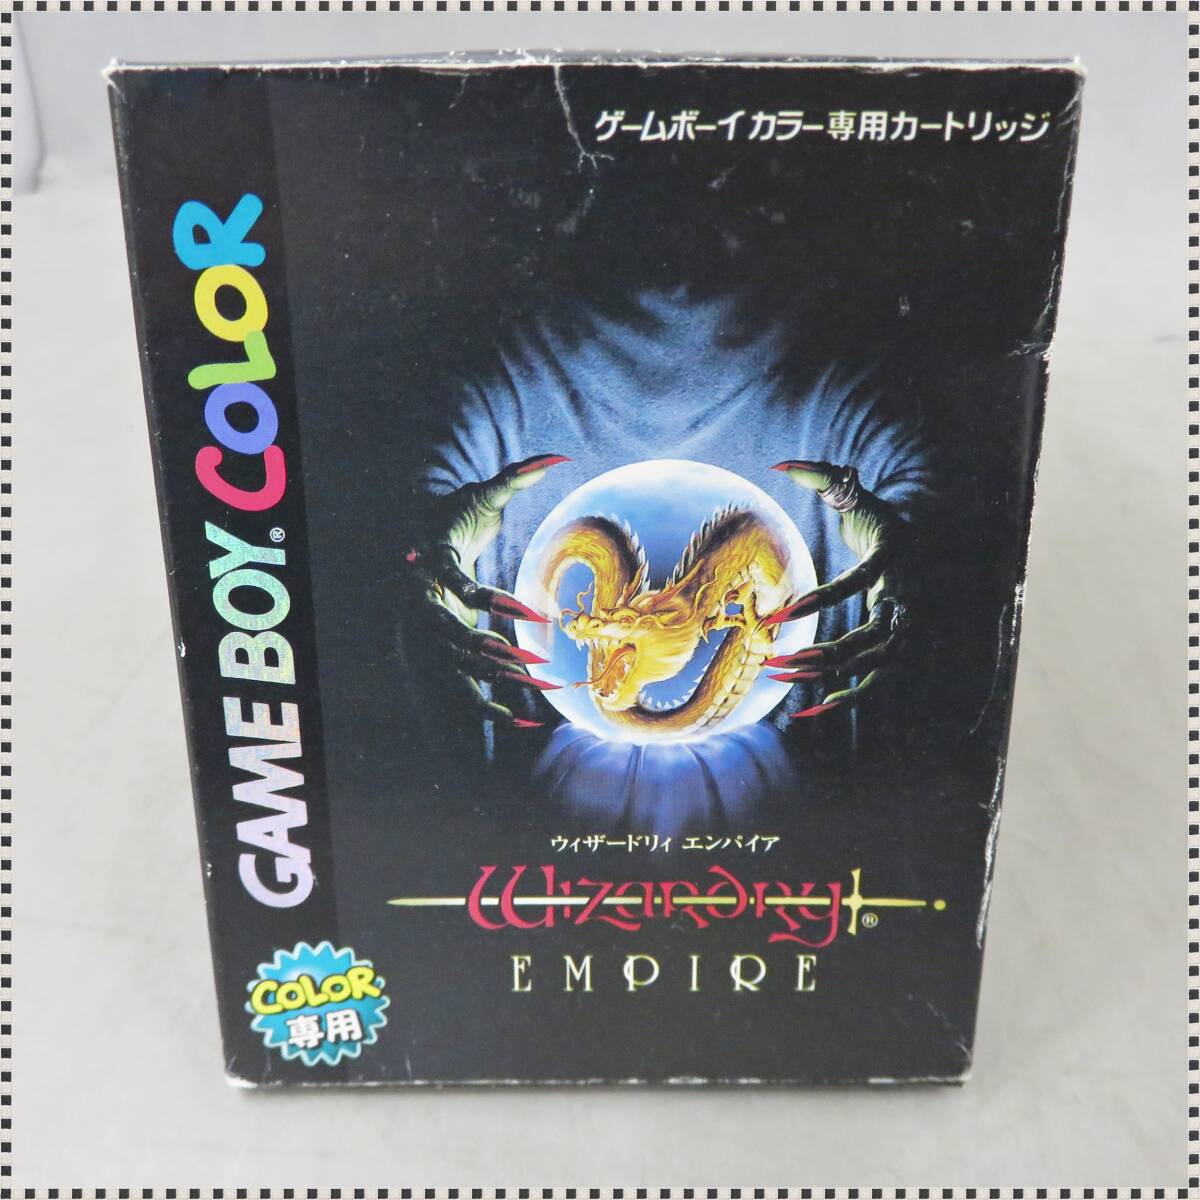 ゲームボーイカラー専用カートリッジ
GAME BOY® COLOR
ウィザードリィ エンパイア
Wizardry®
EMPIRE
COLOR
専用